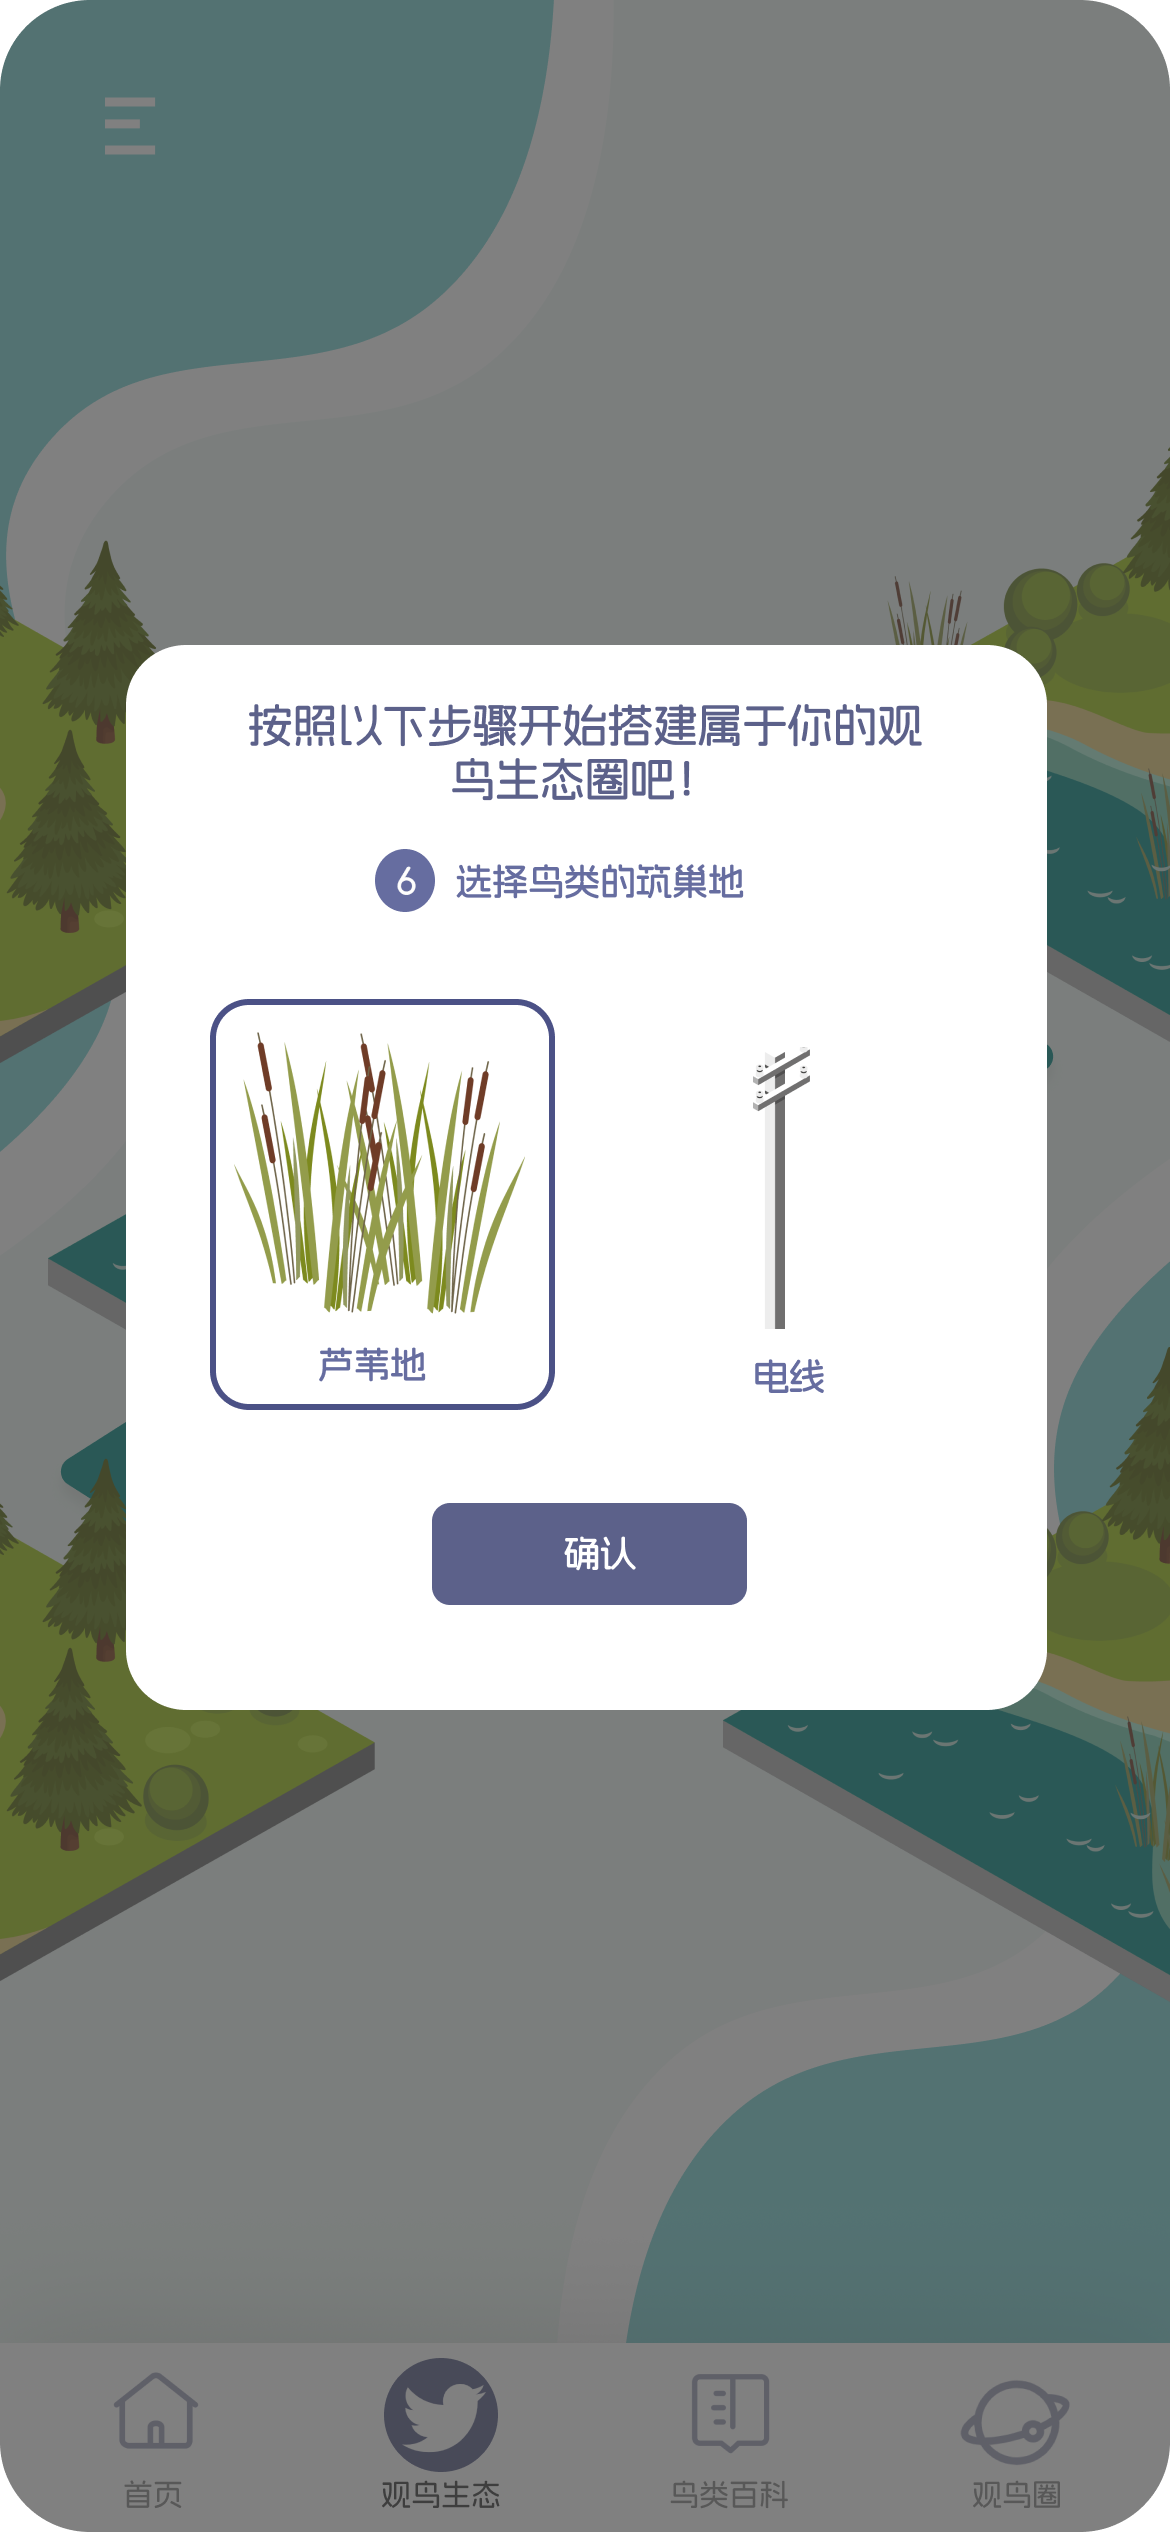 按照以下步骤开始搭建属于你的观
鸟生态圈吧！
6 选择鸟类的筑巢地
芦苇地
电线
确认
首页
观鸟生态
鸟类百科
观鸟圈